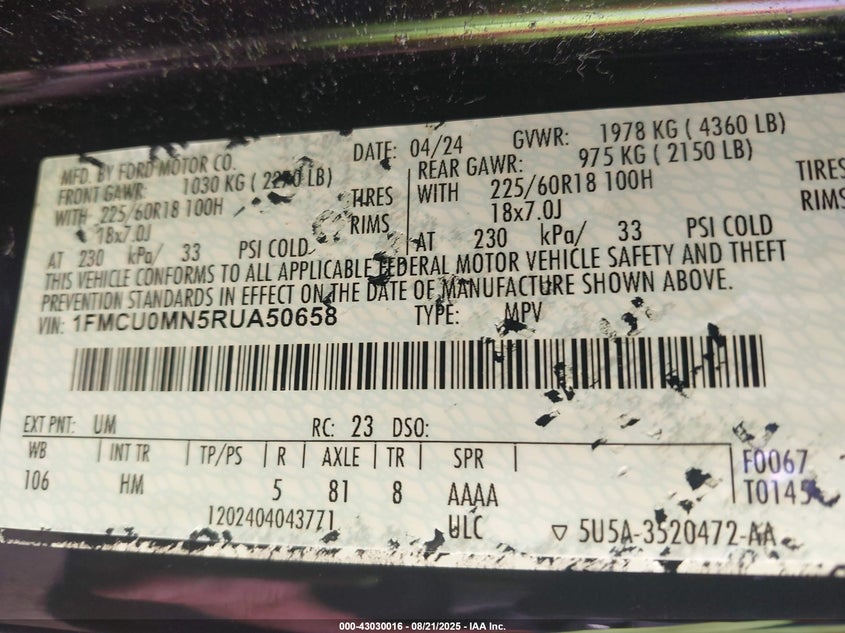 MFD. BY FORD MOTOR CO. DATE: 04/24 GVWR: 1978 KG ( 4360 LB)
FRONT GAWR: 1030 KG ( LB) REAR GAWR: 975 KG ( 2150 LB)
WITH 225/60R18 100H TIRES WITH 225/60R18 100H TIRES
18x7.0J RIMS 18x7.0J RIMS
AT 230 kPa/ 33 PSI COLD AT 230 kPa/ 33 PSI COLD
THIS VEHICLE CONFORMS TO ALL APPLICABLE FEDERAL MOTOR VEHICLE SAFETY AND THEFT
PREVENTION STANDARDS IN EFFECT ON THE DATE OF MANUFACTURE SHOWN ABOVE.
VIN: 1FMCU0MN5RUA50658 TYPE: MPV
EXT PNT: UM RC: 23 DSO:
WB INT TR TP/PS R AXLE TR SPR F0067
106 HM 5 81 8 AAAA T0145
1202404043771 ULC ▽ 5U5A-3520472-AA
000-43030016 - 08/21/2025 - IAA Inc.